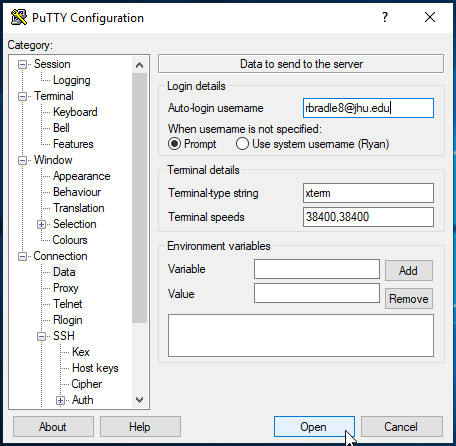 PuTTY Configuration
?
Category:
Session
Logging
Terminal
Keyboard
Bell
Features
Window
Appearance
Behaviour
Translation
Selection
Colours
Connection
Data
Proxy
Telnet
Rlogin
SSH
Kex
Host keys
Cipher
Auth
Data to send to the server
Login details
Auto-login username rbradle8@jhu.edu
When username is not specified:
Prompt Use system username (Ryan)
Terminal details
Terminal-type string xterm
Terminal speeds 38400,38400
Environment variables
Variable Add
Value Remove
About Help Open Cancel